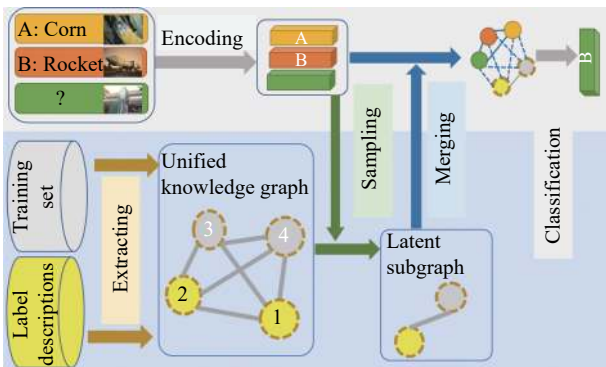 A: Corn
B: Rocket
?
Encoding
A
B
B
Sampling
Merging
Classification
Training
set
Label
descriptions
Extracting
Unified
knowledge graph
3
4
2
1
Latent
subgraph